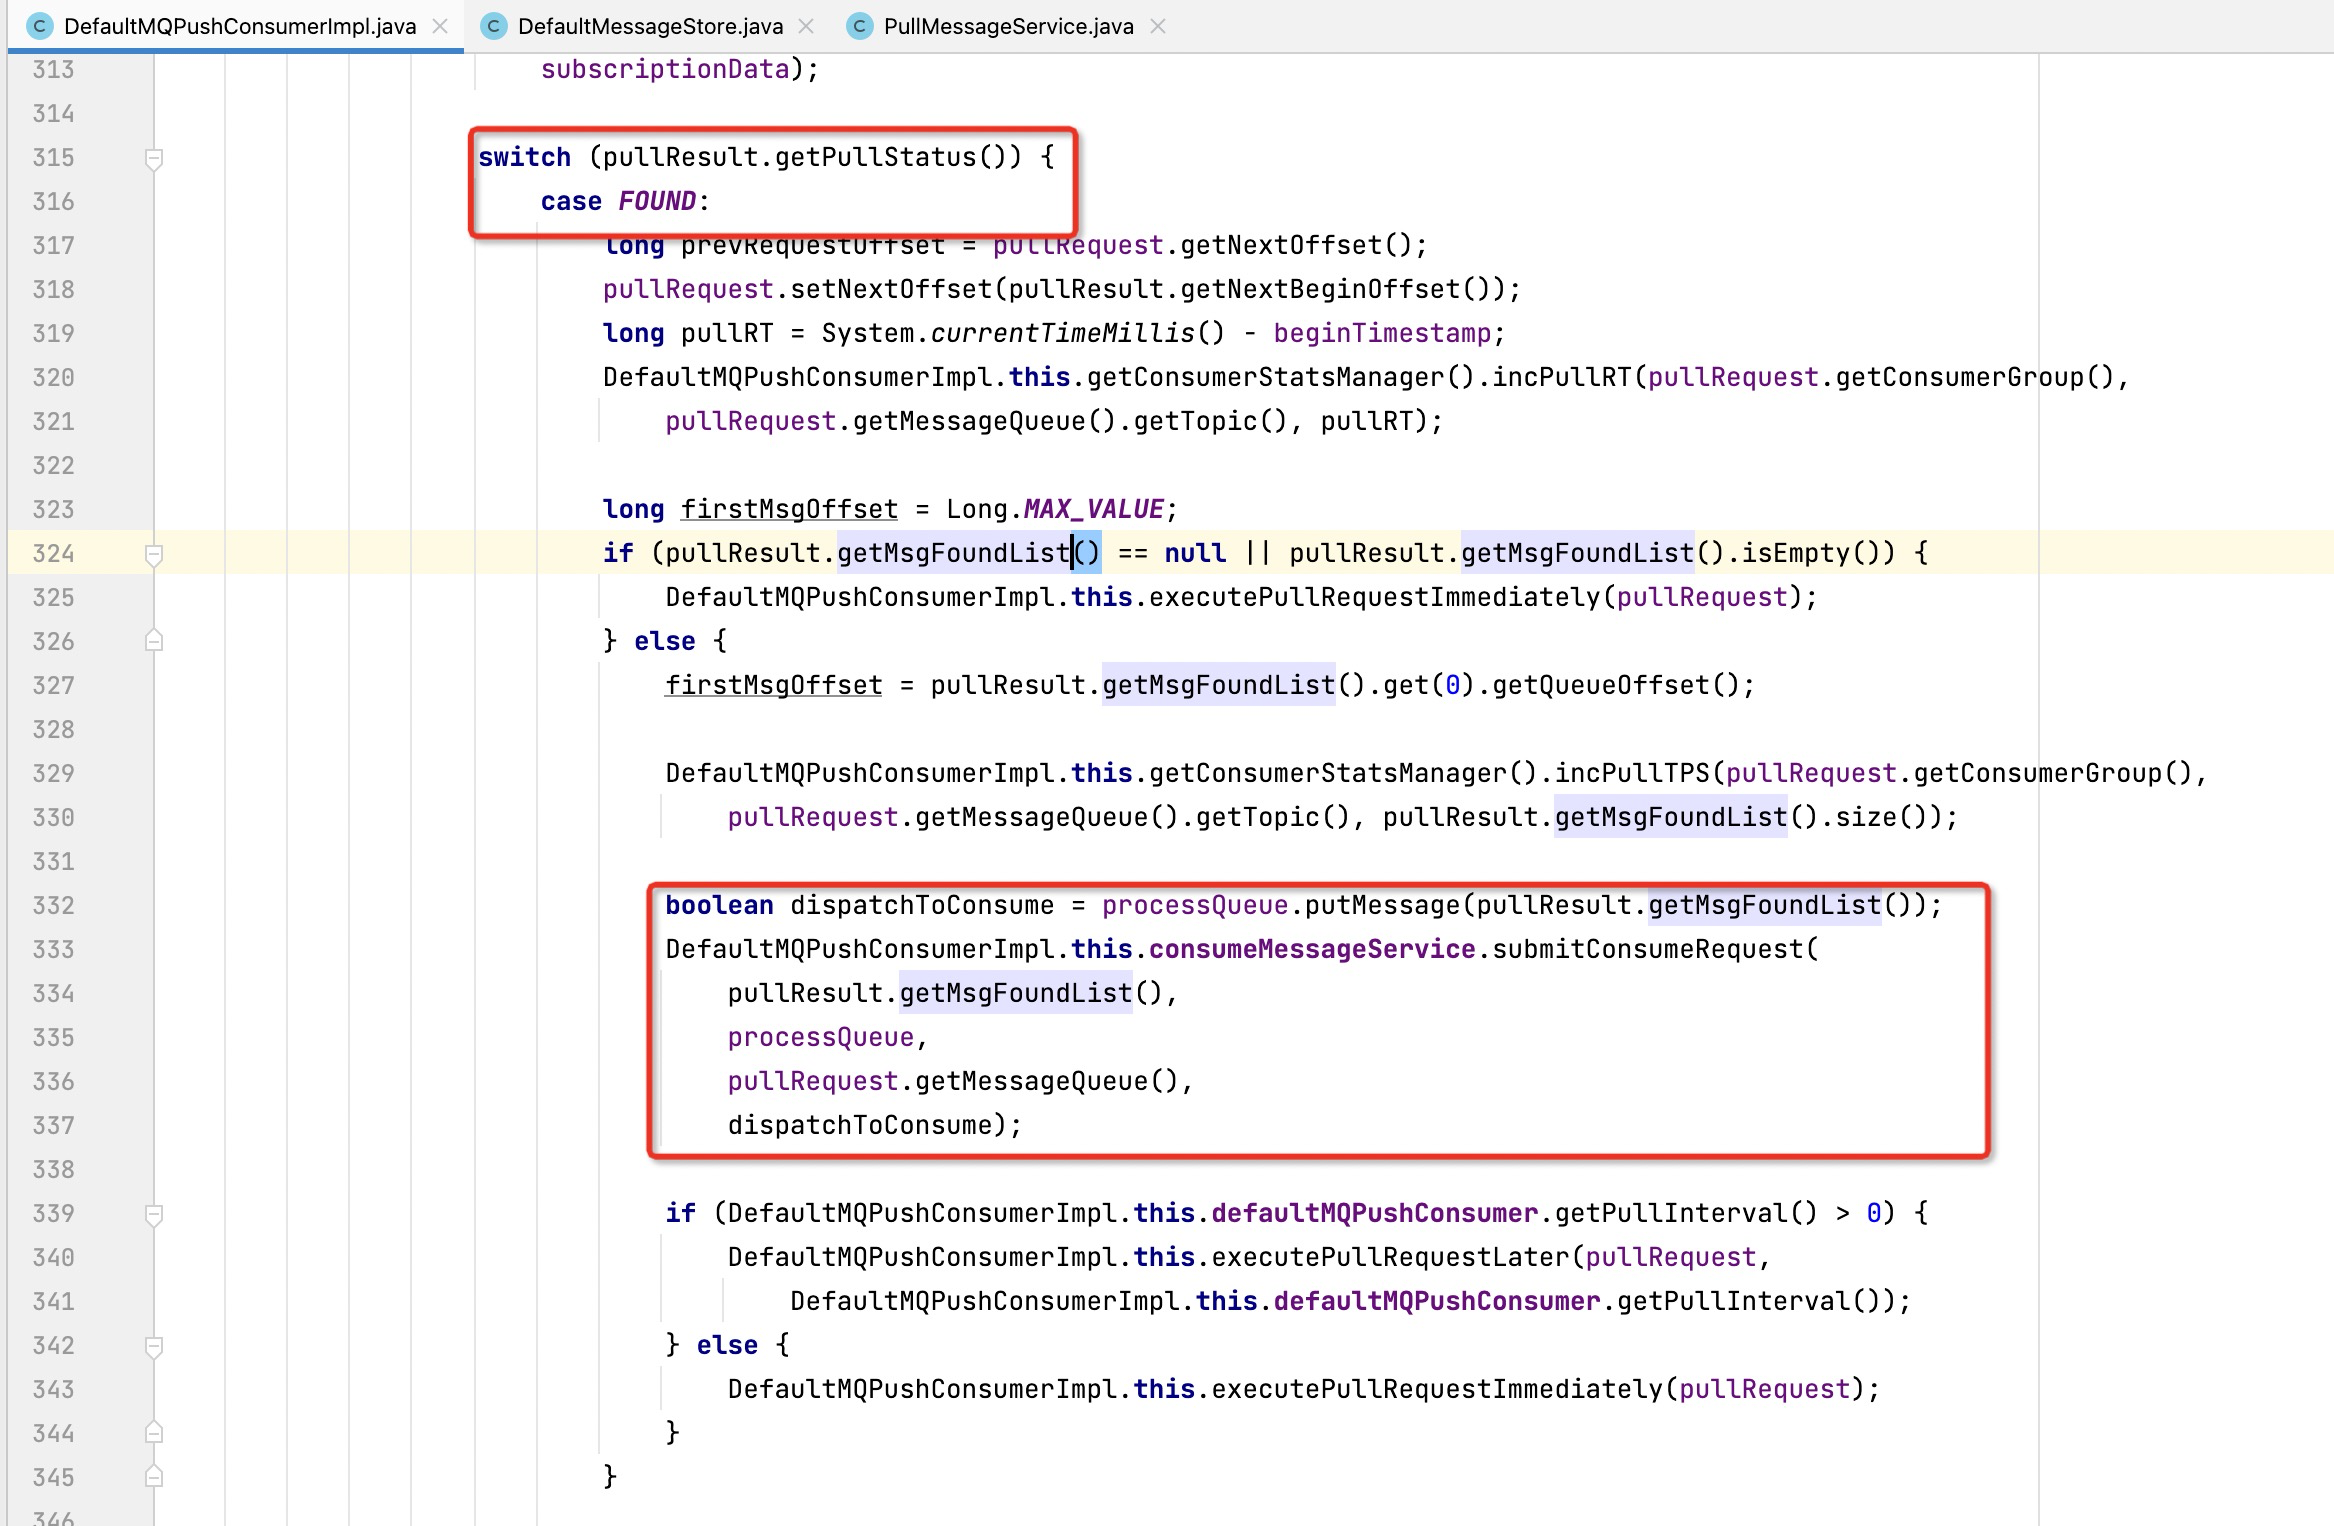 DefaultMQPushConsumerImpl.java DefaultMessageStore.java PullMessageService.java
313 subscriptionData);
314
315 switch (pullResult.getPullStatus()) {
316 case FOUND:
317 long prevRequestOffset = pullRequest.getNextOffset();
318 pullRequest.setNextOffset(pullResult.getNextBeginOffset());
319 long pullRT = System.currentTimeMillis() - beginTimestamp;
320 DefaultMQPushConsumerImpl.this.getConsumerStatsManager().incPullRT(pullRequest.getConsumerGroup(),
321 pullRequest.getMessageQueue().getTopic(), pullRT);
322
323 long firstMsgOffset = Long.MAX_VALUE;
324 if (pullResult.getMsgFoundList() == null || pullResult.getMsgFoundList().isEmpty()) {
325 DefaultMQPushConsumerImpl.this.executePullRequestImmediately(pullRequest);
326 } else {
327 firstMsgOffset = pullResult.getMsgFoundList().get(0).getQueueOffset();
328
329 DefaultMQPushConsumerImpl.this.getConsumerStatsManager().incPullTPS(pullRequest.getConsumerGroup(),
330 pullRequest.getMessageQueue().getTopic(), pullResult.getMsgFoundList().size());
331
332 boolean dispatchToConsume = processQueue.putMessage(pullResult.getMsgFoundList());
333 DefaultMQPushConsumerImpl.this.consumeMessageService.submitConsumeRequest(
334 pullResult.getMsgFoundList(),
335 processQueue,
336 pullRequest.getMessageQueue(),
337 dispatchToConsume);
338
339 if (DefaultMQPushConsumerImpl.this.defaultMQPushConsumer.getPullInterval() > 0) {
340 DefaultMQPushConsumerImpl.this.executePullRequestLater(pullRequest,
341 DefaultMQPushConsumerImpl.this.defaultMQPushConsumer.getPullInterval());
342 } else {
343 DefaultMQPushConsumerImpl.this.executePullRequestImmediately(pullRequest);
344 }
345 }
346